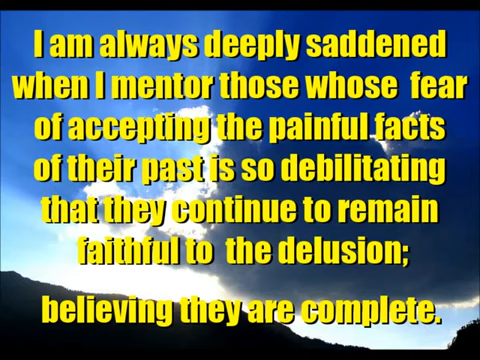 I am always deeply saddened
when I mentor those whose fear
of accepting the painful facts
of their past is so debilitating
that they continue to remain
faithful to the delusion;
believing they are complete.